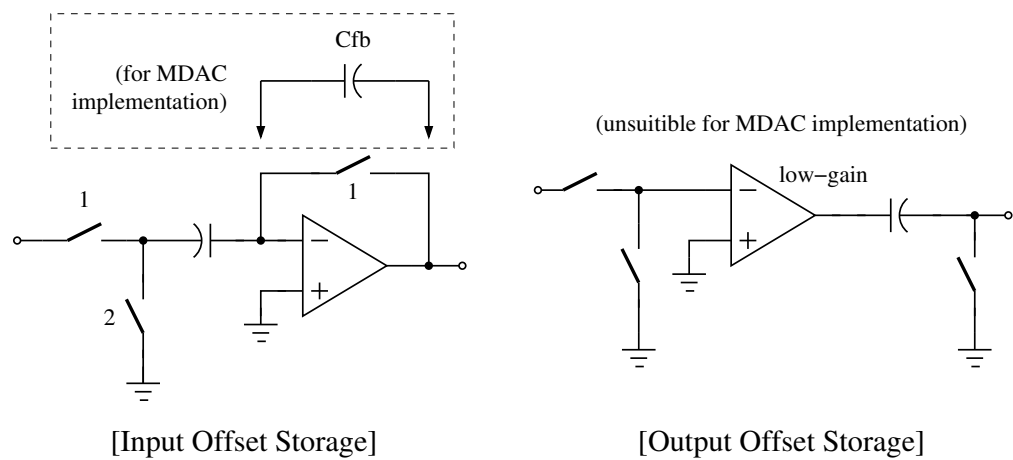 Cfb
(for MDAC
implementation)
1
1
2
−
+
[Input Offset Storage]
(unsuitible for MDAC implementation)
low−gain
−
+
[Output Offset Storage]